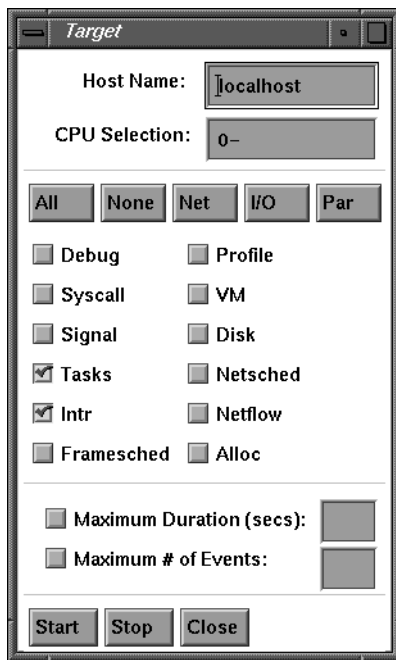 Target
Host Name: localhost
CPU Selection: 0-
All None Net I/O Par
Debug Profile
Syscall VM
Signal Disk
Tasks Netsched
Intr Netflow
Framesched Alloc
Maximum Duration (secs):
Maximum # of Events:
Start Stop Close